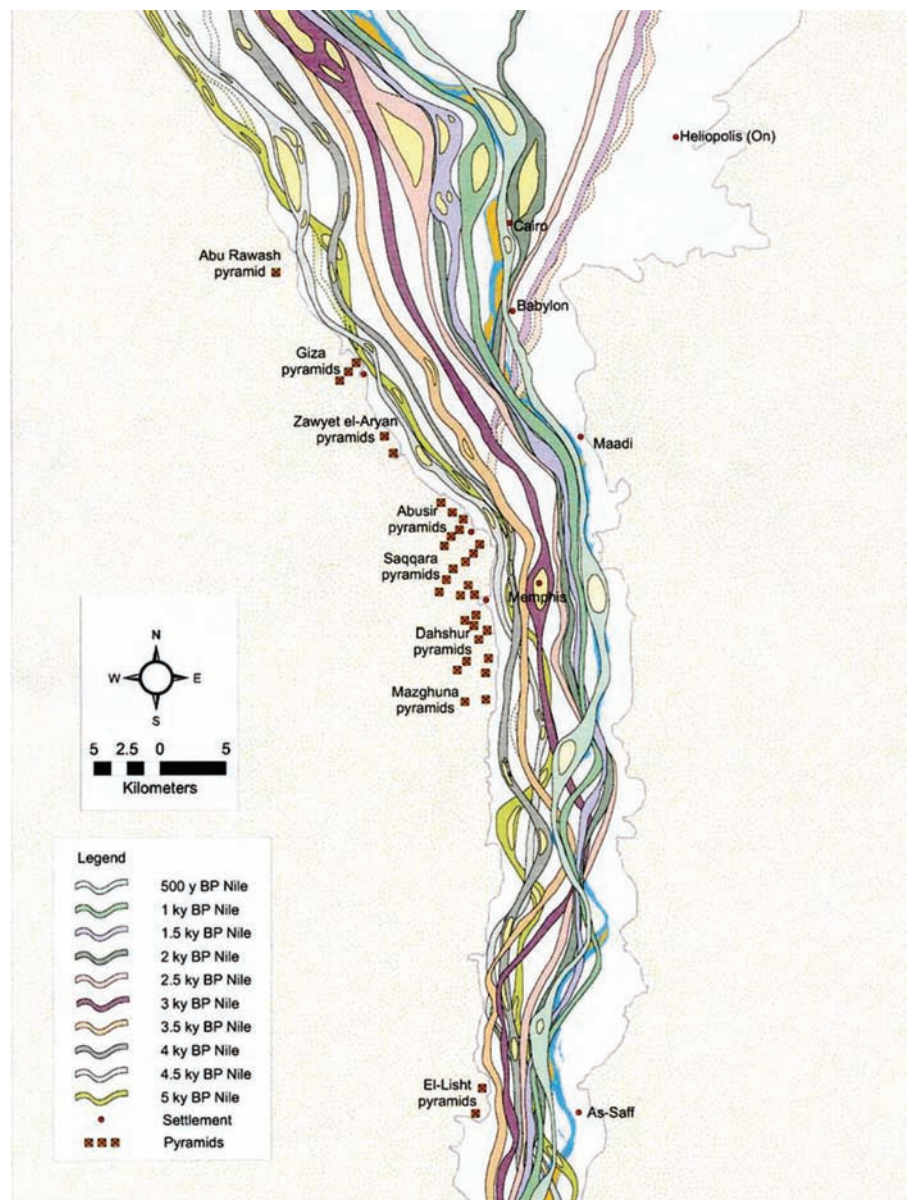 Heliopolis (On)
Cairo
Abu Rawash
pyramid
Babylon
Giza
pyramids
Zawyet el-Aryan
pyramids
Maadi
Abusir
pyramids
Saqqara
pyramids
Memphis
Dahshur
pyramids
Mazghuna
pyramids
N
W E
S
5 2.5 0 5
Kilometers
Legend
500 y BP Nile
1 ky BP Nile
1.5 ky BP Nile
2 ky BP Nile
2.5 ky BP Nile
3 ky BP Nile
3.5 ky BP Nile
4 ky BP Nile
4.5 ky BP Nile
5 ky BP Nile
Settlement
Pyramids
El-Lisht
pyramids
As-Saff